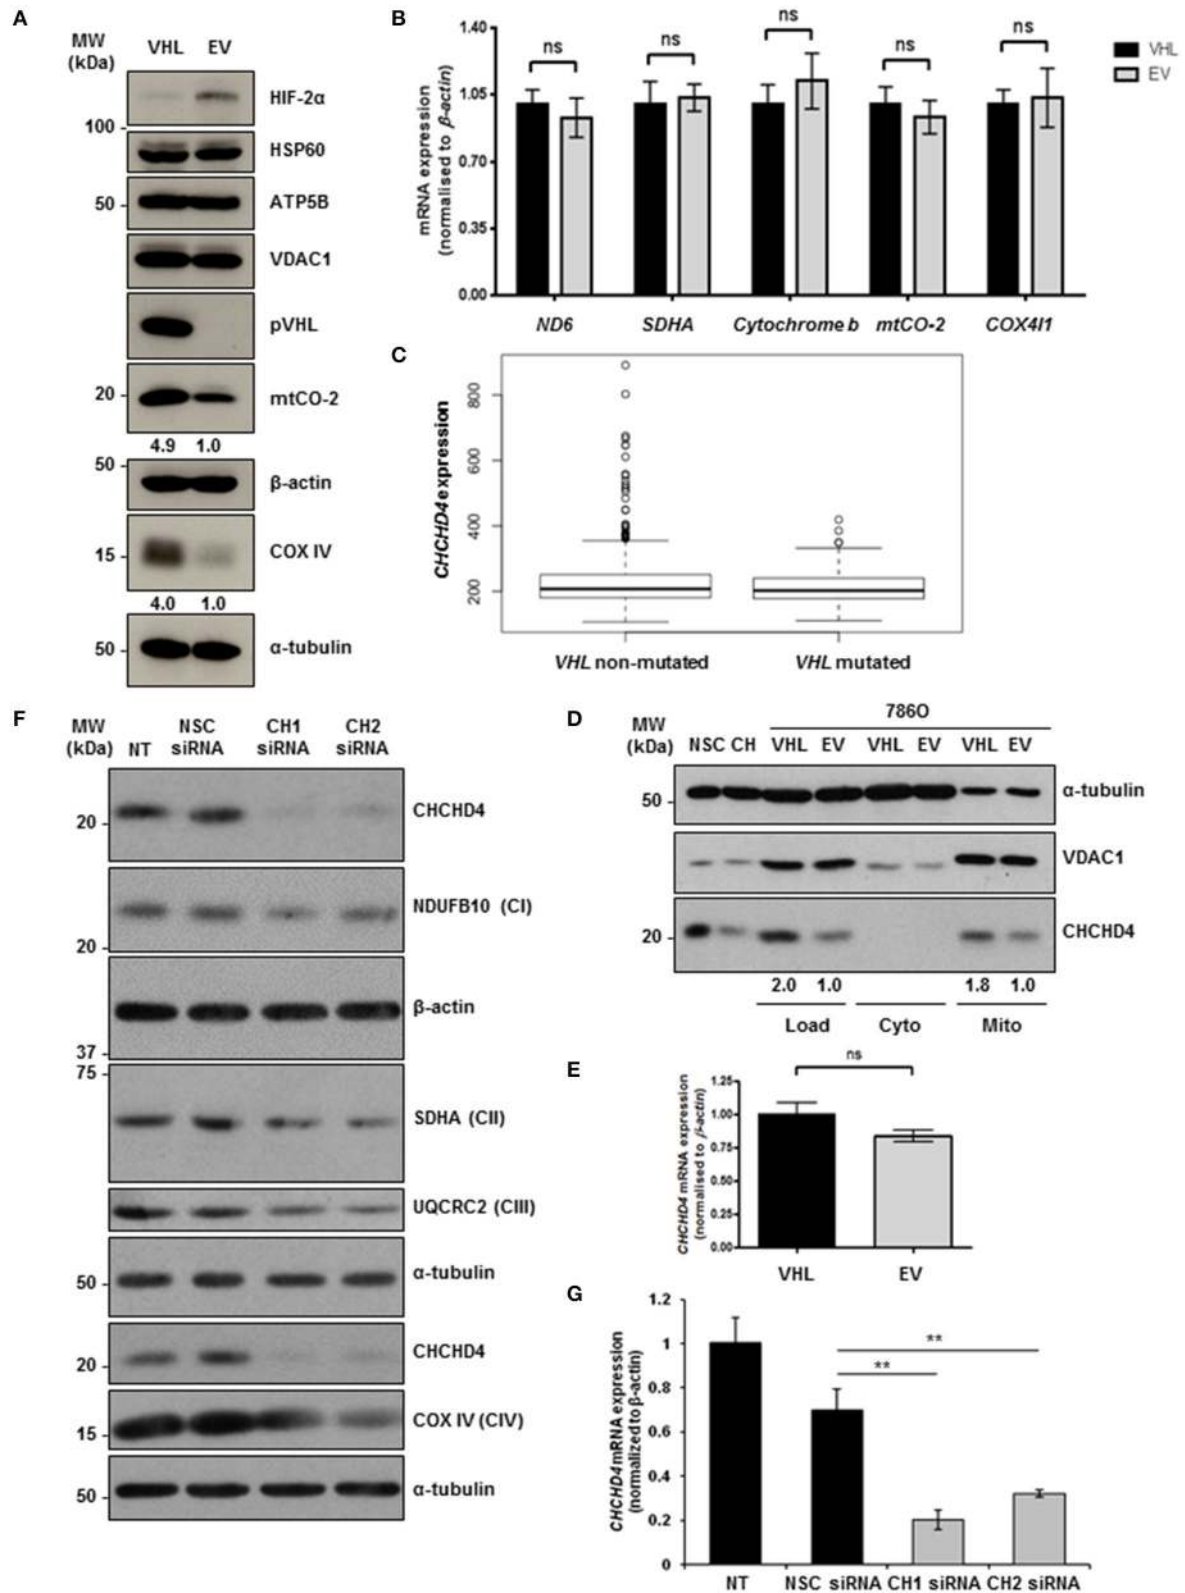 A
MW
(kDa)
VHL EV
HIF-2α
100
HSP60
50
ATP5B
VDAC1
pVHL
20
mtCO-2
4.9 1.0
50
β-actin
15
COX IV
4.0 1.0
50
α-tubulin
B
mRNA expression
(normalised to β-actin)
1.40
1.05
0.70
0.35
0.00
ns
ns
ns
ns
ns
VHL
EV
ND6 SDHA Cytochrome b mtCO-2 COX4I1
C
CHCHD4 expression
800
600
400
200
VHL non-mutated
VHL mutated
F
MW
(kDa)
NT
NSC
siRNA
CH1
siRNA
CH2
siRNA
20
CHCHD4
NDUFB10 (CI)
20
β-actin
37
75
SDHA (CII)
UQCRC2 (CIII)
50
α-tubulin
20
CHCHD4
15
COX IV (CIV)
50
α-tubulin
D
MW
(kDa)
786O
NSC CH VHL EV VHL EV VHL EV
50
α-tubulin
VDAC1
20
CHCHD4
2.0 1.0 1.8 1.0
Load Cyto Mito
E
CHCHD4 mRNA expression
(normalised to β-actin)
1.25
1.00
0.75
0.50
0.25
0.00
ns
VHL EV
G
CHCHD4 mRNA expression
(normalized to β-actin)
1.2
1
0.8
0.6
0.4
0.2
0
**
**
NT NSC siRNA CH1 siRNA CH2 siRNA